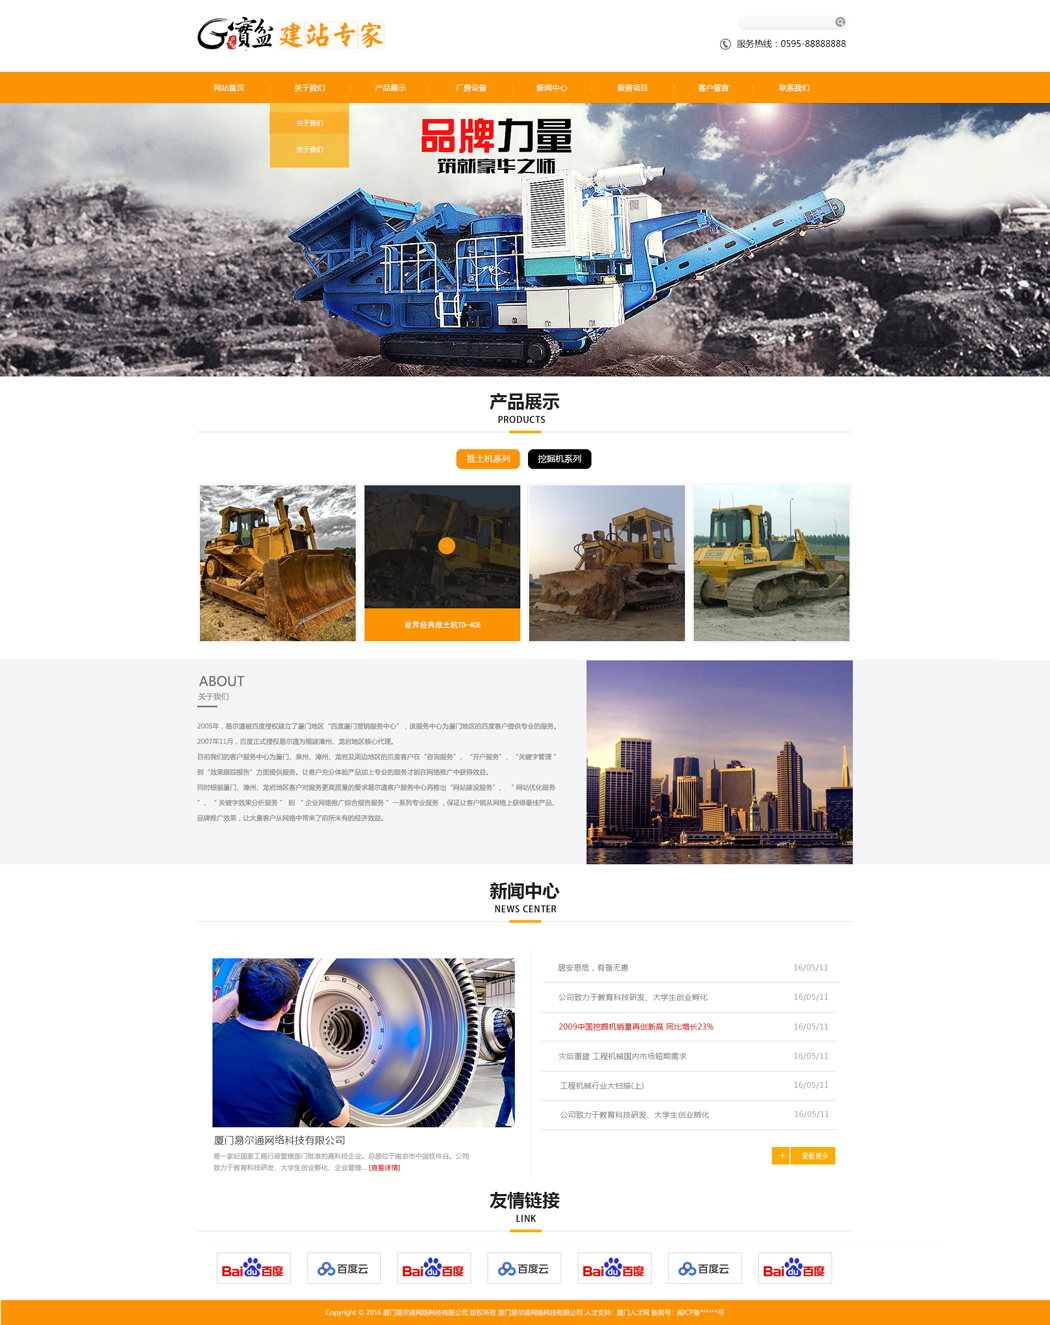 G實盆 建站专家
服务热线：0595-88888888
网站首页 关于我们 产品展示 厂房设备 新闻中心 服务项目 客户留言 联系我们
关于我们
关于我们
品牌力量
筑就豪华之师
产品展示
PRODUCTS
推土机系列 挖掘机系列
世界经典推土机TD-40E
ABOUT
关于我们
2005年，易尔通被百度授权建立了厦门地区“百度厦门营销服务中心”，该服务中心为厦门地区的百度客户提供专业的服务。
2007年11月，百度正式授权易尔通为福建漳州、龙岩地区核心代理。
目前我们的客户服务中心为厦门、泉州、漳州、龙岩及周边地区的百度客户在“咨询服务”、“开户服务”、“关键字管理”
到“效果跟踪报告”方面提供服务。让客户充分体验产品加上专业的服务才能在网络推广中获得效益。
同时根据厦门、漳州、龙岩地区客户对服务更高质量的要求易尔通客户服务中心再推出“网站建设服务”、“网站优化服务
”、“关键字效果分析服务”到“企业网络推广综合报告服务”一系列专业服务，保证让客户能从网络上获得最佳产品、
品牌推广效果，让大量客户从网络中带来了前所未有的经济效益。
新闻中心
NEWS CENTER
居安思危，有备无患 16/05/11
公司致力于教育科技研发、大学生创业孵化 16/05/11
2009中国挖掘机销量再创新高 同比增长23% 16/05/11
灾后重建 工程机械国内市场短期需求 16/05/11
工程机械行业大扫描(上) 16/05/11
公司致力于教育科技研发、大学生创业孵化 16/05/11
+ 查看更多
厦门易尔通网络科技有限公司
是一家经国家工商行政管理部门批准的高科技企业。总部位于南京市中国软件谷。公司
致力于教育科技研发、大学生创业孵化、企业管理... [查看详情]
友情链接
LINK
Bai du 百度 百度云 Bai du 百度 百度云 Bai du 百度 百度云 Bai du 百度
Copyright © 2016 厦门易尔通网络科技有限公司 版权所有 厦门易尔通网络科技有限公司 人才支持：厦门人才网 备案号：闽ICP备******号